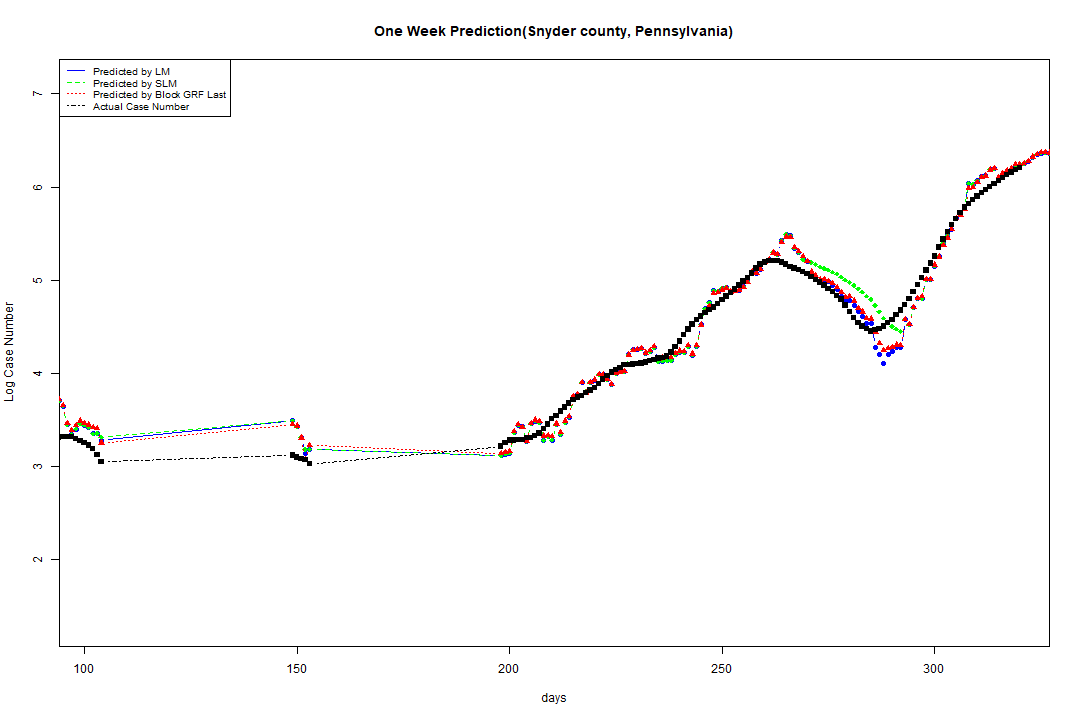 One Week Prediction(Snyder county, Pennsylvania)
Predicted by LM
Predicted by SLM
Predicted by Block GRF Last
Actual Case Number
7
6
5
4
3
2
Log Case Number
100 150 200 250 300
days